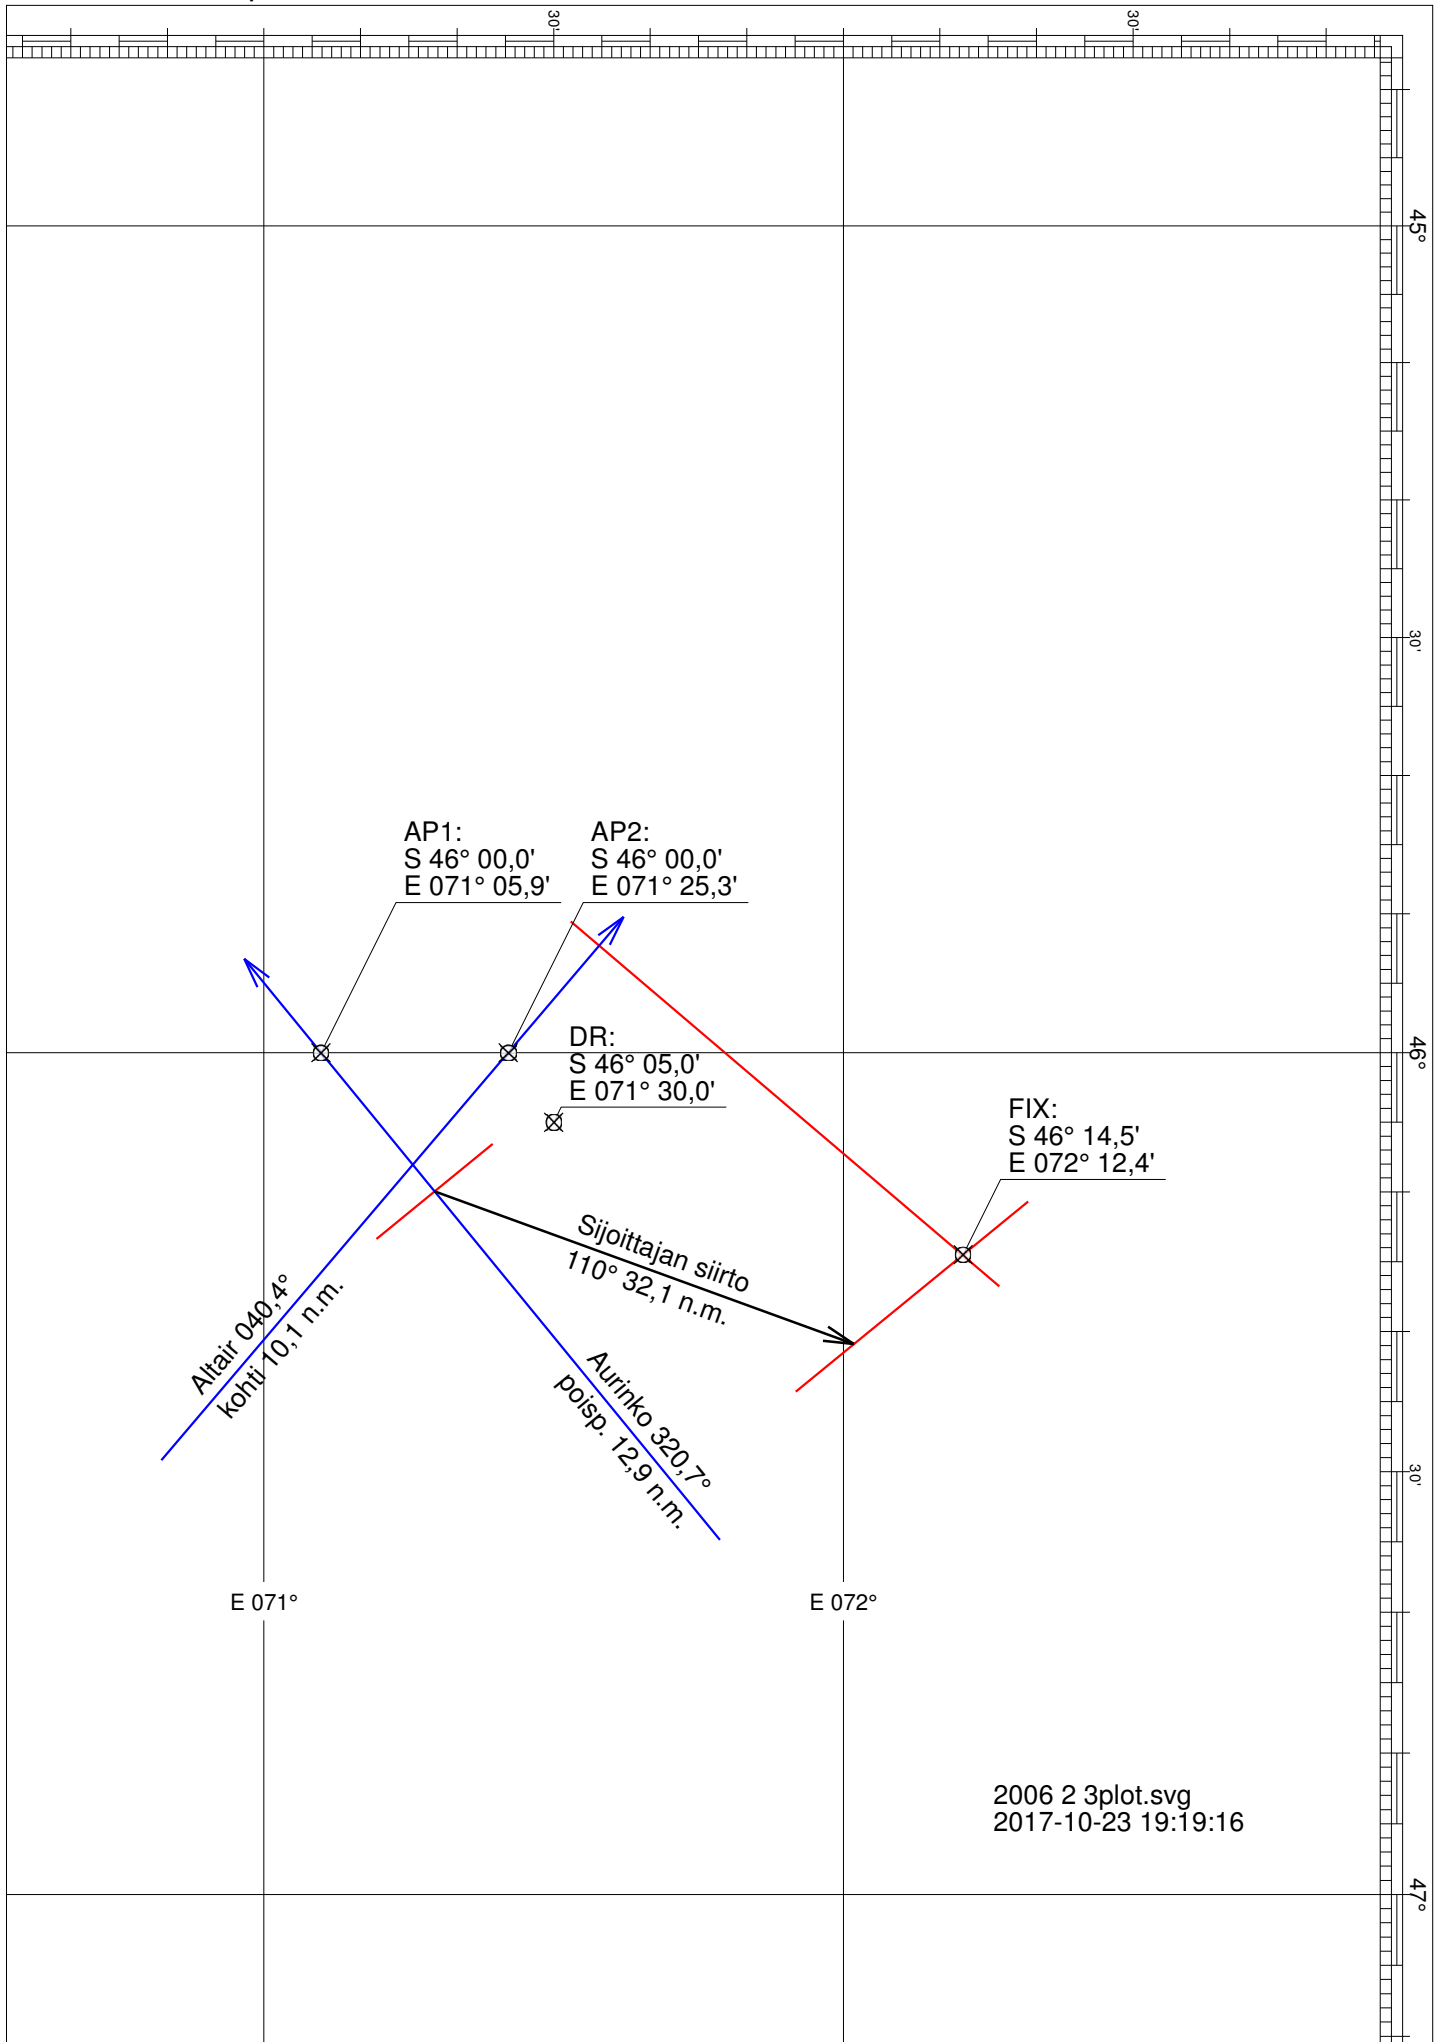 30'
30'
45°
30'
AP1:
S 46° 00,0'
E 071° 05,9'
AP2:
S 46° 00,0'
E 071° 25,3'
DR:
S 46° 05,0'
E 071° 30,0'
46°
FIX:
S 46° 14,5'
E 072° 12,4'
Sijoittajan siirto
110° 32,1 n.m.
Altair 040,4°
kohti 10,1 n.m.
Aurinko 320,7°
poisp. 12,9 n.m.
30'
E 071°
E 072°
2006 2 3plot.svg
2017-10-23 19:19:16
47°